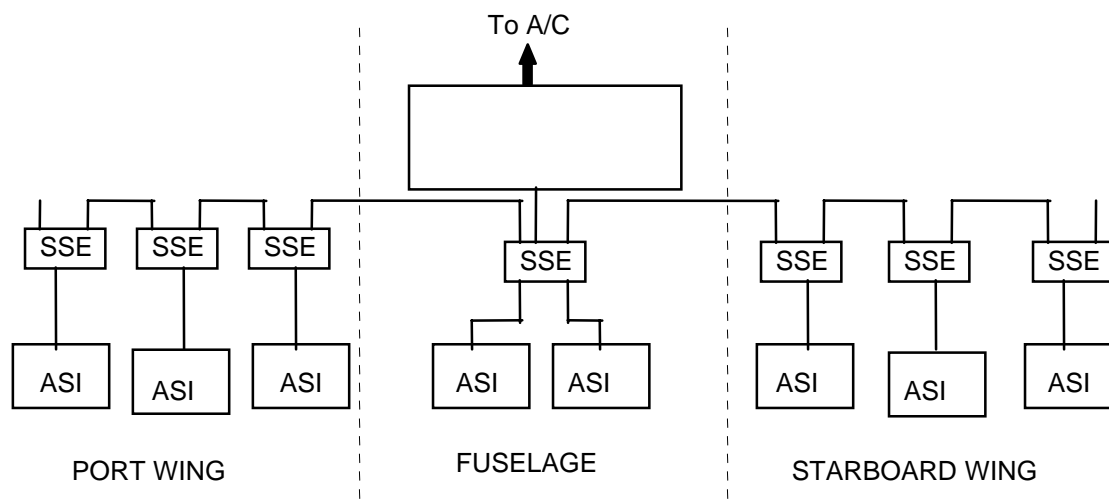 To A/C
SSE SSE SSE SSE SSE SSE SSE
ASI ASI ASI ASI ASI ASI ASI ASI
PORT WING FUSELAGE STARBOARD WING